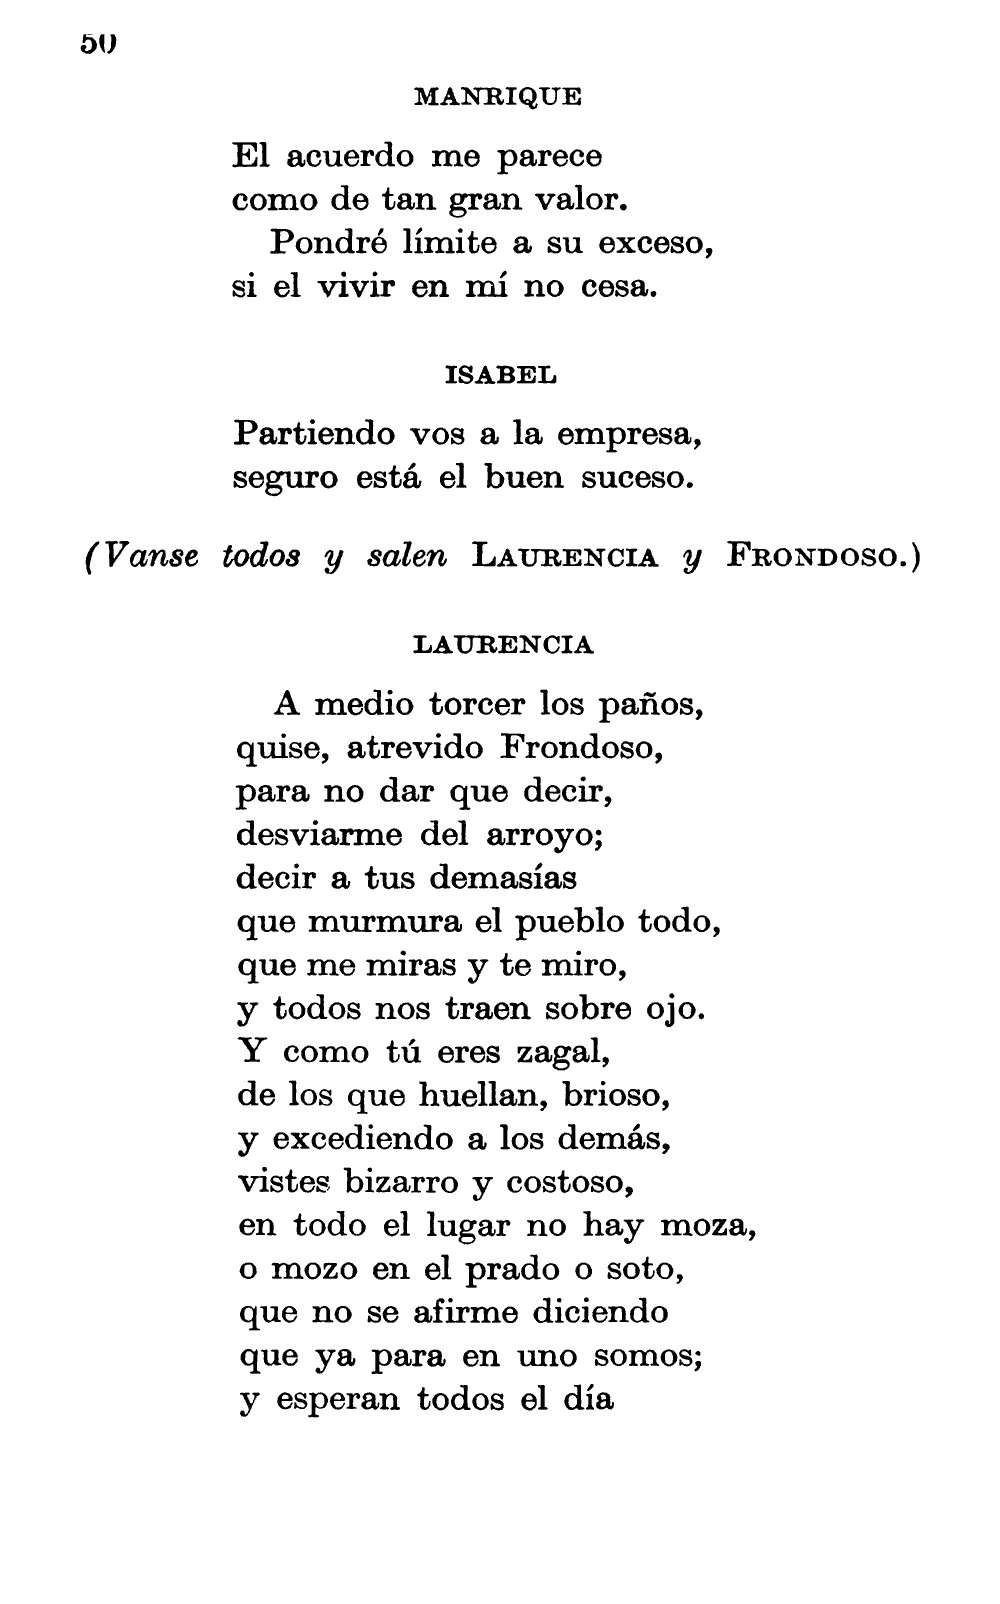 50
MANRIQUE
El acuerdo me parece
como de tan gran valor.
Pondré límite a su exceso,
si el vivir en mí no cesa.
ISABEL
Partiendo vos a la empresa,
seguro está el buen suceso.
(Vanse todos y salen LAURENCIA y FRONDOSO.)
LAURENCIA
A medio torcer los paños,
quise, atrevido Frondoso,
para no dar que decir,
desviarme del arroyo;
decir a tus demasías
que murmura el pueblo todo,
que me miras y te miro,
y todos nos traen sobre ojo.
Y como tú eres zagal,
de los que huellan, brioso,
y excediendo a los demás,
vistes bizarro y costoso,
en todo el lugar no hay moza,
o mozo en el prado o soto,
que no se afirme diciendo
que ya para en uno somos;
y esperan todos el día